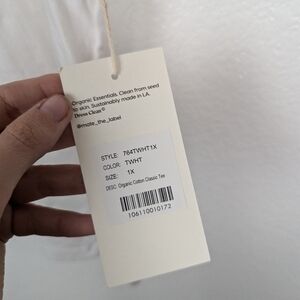 Organic Essentials. Clean from seed
to skin. Sustainably made in LA.
Dress Clean®
@mate_the_label
STYLE: 764TWHT1X
COLOR: TWHT
SIZE: 1X
DESC: Organic Cotton Classic Tee
106110010172